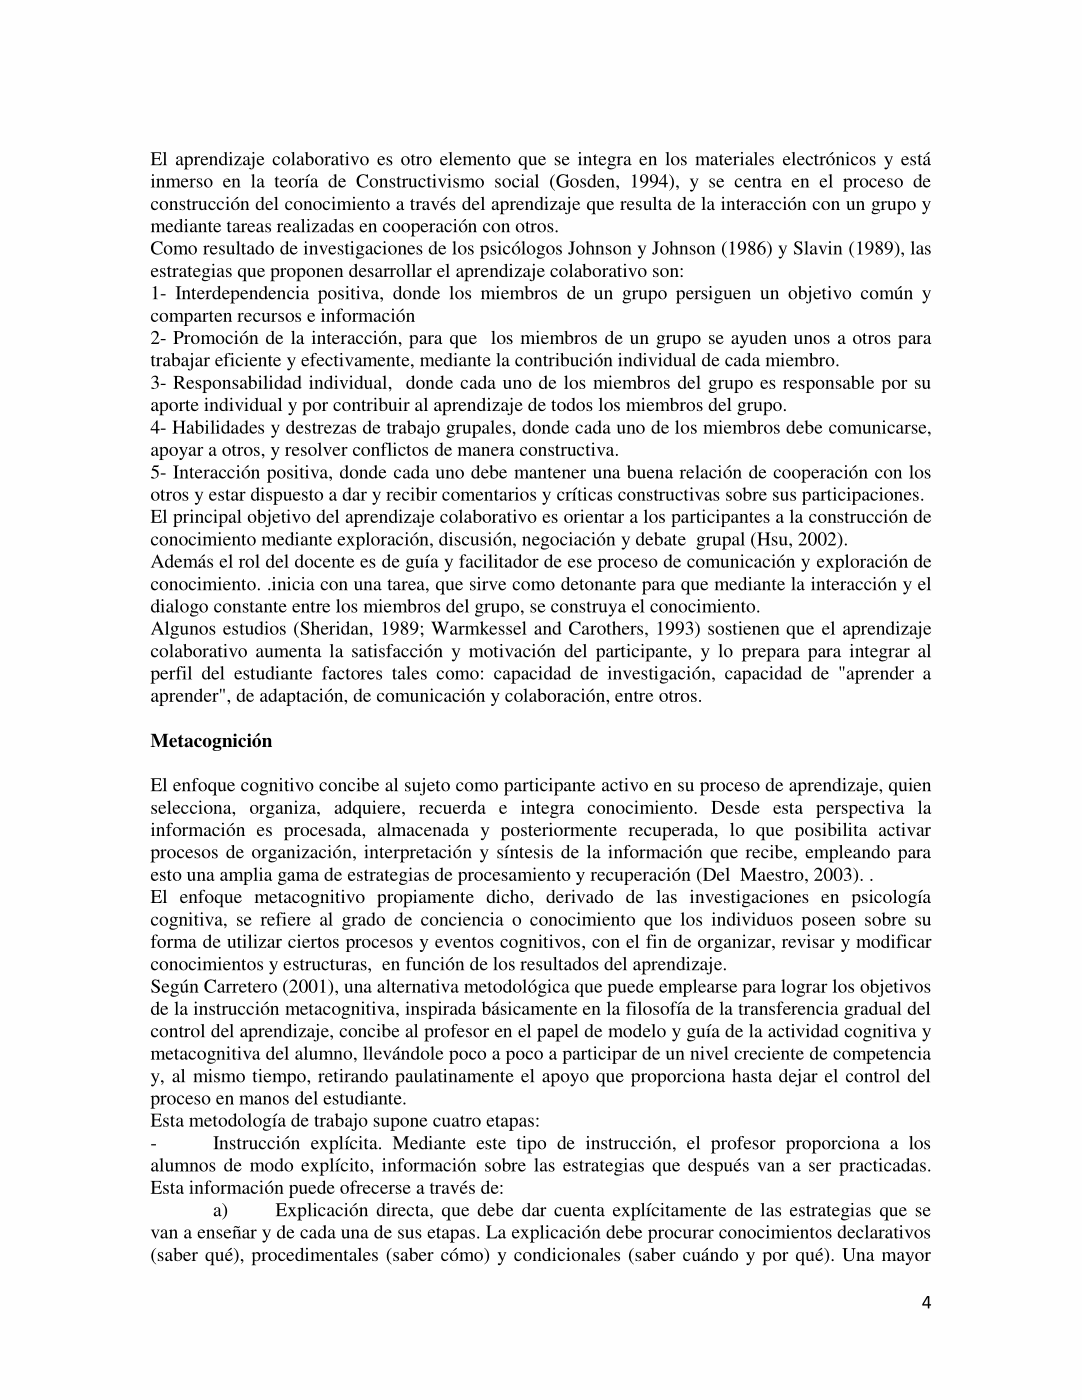 El aprendizaje colaborativo es otro elemento que se integra en los materiales electrónicos y está
inmerso en la teoría de Constructivismo social (Gosden, 1994), y se centra en el proceso de
construcción del conocimiento a través del aprendizaje que resulta de la interacción con un grupo y
mediante tareas realizadas en cooperación con otros.
Como resultado de investigaciones de los psicólogos Johnson y Johnson (1986) y Slavin (1989), las
estrategias que proponen desarrollar el aprendizaje colaborativo son:
1- Interdependencia positiva, donde los miembros de un grupo persiguen un objetivo común y
comparten recursos e información
2- Promoción de la interacción, para que  los miembros de un grupo se ayuden unos a otros para
trabajar eficiente y efectivamente, mediante la contribución individual de cada miembro.
3- Responsabilidad individual,  donde cada uno de los miembros del grupo es responsable por su
aporte individual y por contribuir al aprendizaje de todos los miembros del grupo.
4- Habilidades y destrezas de trabajo grupales, donde cada uno de los miembros debe comunicarse,
apoyar a otros, y resolver conflictos de manera constructiva.
5- Interacción positiva, donde cada uno debe mantener una buena relación de cooperación con los
otros y estar dispuesto a dar y recibir comentarios y críticas constructivas sobre sus participaciones.
El principal objetivo del aprendizaje colaborativo es orientar a los participantes a la construcción de
conocimiento mediante exploración, discusión, negociación y debate  grupal (Hsu, 2002).
Además el rol del docente es de guía y facilitador de ese proceso de comunicación y exploración de
conocimiento. .inicia con una tarea, que sirve como detonante para que mediante la interacción y el
dialogo constante entre los miembros del grupo, se construya el conocimiento.
Algunos estudios (Sheridan, 1989; Warmkessel and Carothers, 1993) sostienen que el aprendizaje
colaborativo aumenta la satisfacción y motivación del participante, y lo prepara para integrar al
perfil del estudiante factores tales como: capacidad de investigación, capacidad de "aprender a
aprender", de adaptación, de comunicación y colaboración, entre otros.
Metacognición
El enfoque cognitivo concibe al sujeto como participante activo en su proceso de aprendizaje, quien
selecciona, organiza, adquiere, recuerda e integra conocimiento. Desde esta perspectiva la
información es procesada, almacenada y posteriormente recuperada, lo que posibilita activar
procesos de organización, interpretación y síntesis de la información que recibe, empleando para
esto una amplia gama de estrategias de procesamiento y recuperación (Del  Maestro, 2003). .
El enfoque metacognitivo propiamente dicho, derivado de las investigaciones en psicología
cognitiva, se refiere al grado de conciencia o conocimiento que los individuos poseen sobre su
forma de utilizar ciertos procesos y eventos cognitivos, con el fin de organizar, revisar y modificar
conocimientos y estructuras,  en función de los resultados del aprendizaje.
Según Carretero (2001), una alternativa metodológica que puede emplearse para lograr los objetivos
de la instrucción metacognitiva, inspirada básicamente en la filosofía de la transferencia gradual del
control del aprendizaje, concibe al profesor en el papel de modelo y guía de la actividad cognitiva y
metacognitiva del alumno, llevándole poco a poco a participar de un nivel creciente de competencia
y, al mismo tiempo, retirando paulatinamente el apoyo que proporciona hasta dejar el control del
proceso en manos del estudiante.
Esta metodología de trabajo supone cuatro etapas:
- Instrucción explícita. Mediante este tipo de instrucción, el profesor proporciona a los
alumnos de modo explícito, información sobre las estrategias que después van a ser practicadas.
Esta información puede ofrecerse a través de:
a) Explicación directa, que debe dar cuenta explícitamente de las estrategias que se
van a enseñar y de cada una de sus etapas. La explicación debe procurar conocimientos declarativos
(saber qué), procedimentales (saber cómo) y condicionales (saber cuándo y por qué). Una mayor
4